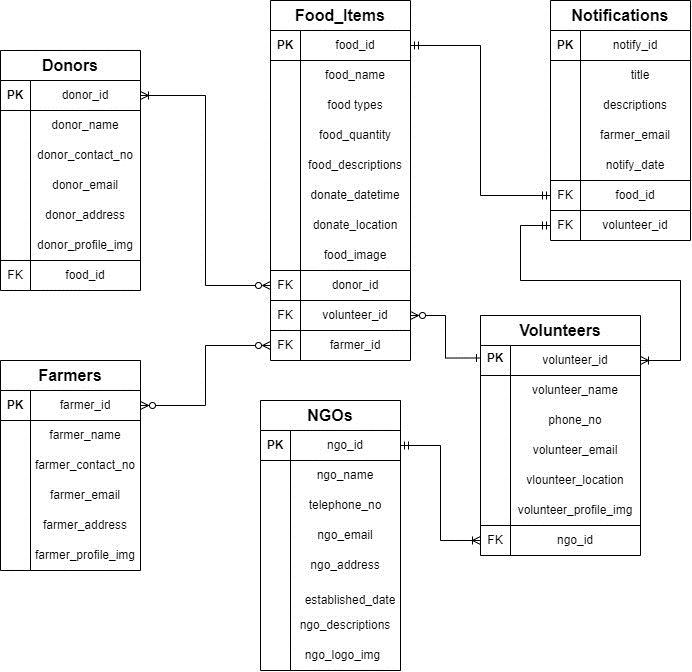 Donors
PK donor_id
donor_name
donor_contact_no
donor_email
donor_address
donor_profile_img
FK food_id
Farmers
PK farmer_id
farmer_name
farmer_contact_no
farmer_email
farmer_address
farmer_profile_img
Food_Items
PK food_id
food_name
food types
food_quantity
food_descriptions
donate_datetime
donate_location
food_image
FK donor_id
FK volunteer_id
FK farmer_id
NGOs
PK ngo_id
ngo_name
telephone_no
ngo_email
ngo_address
established_date
ngo_descriptions
ngo_logo_img
Notifications
PK notify_id
title
descriptions
farmer_email
notify_date
FK food_id
FK volunteer_id
Volunteers
PK volunteer_id
volunteer_name
phone_no
volunteer_email
vlounteer_location
volunteer_profile_img
FK ngo_id